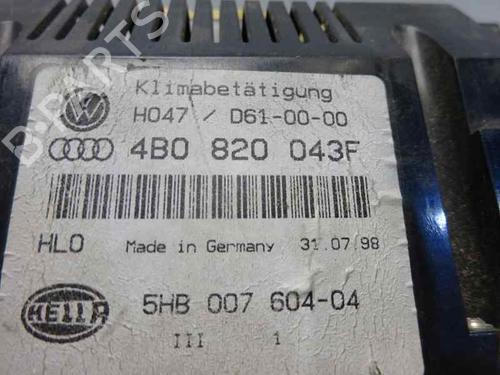 Klimabetätigung
H047 / D61-00-00
4B0 820 043F
HLO Made in Germany 31.07.98
HELLA
5HB 007 604-04
III 1
B-PARTS